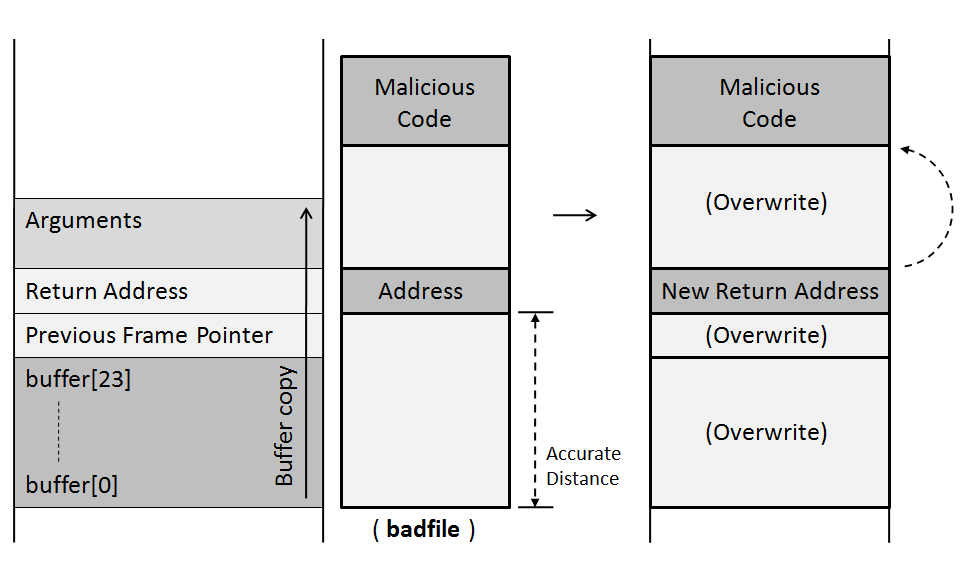 Arguments
Return Address
Previous Frame Pointer
buffer[23]
buffer[0]
Buffer copy
Malicious
Code
Address
( badfile )
Accurate
Distance
Malicious
Code
(Overwrite)
New Return Address
(Overwrite)
(Overwrite)